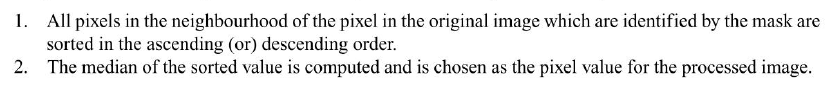 1. All pixels in the neighbourhood of the pixel in the original image which are identified by the mask are
sorted in the ascending (or) descending order.
2. The median of the sorted value is computed and is chosen as the pixel value for the processed image.